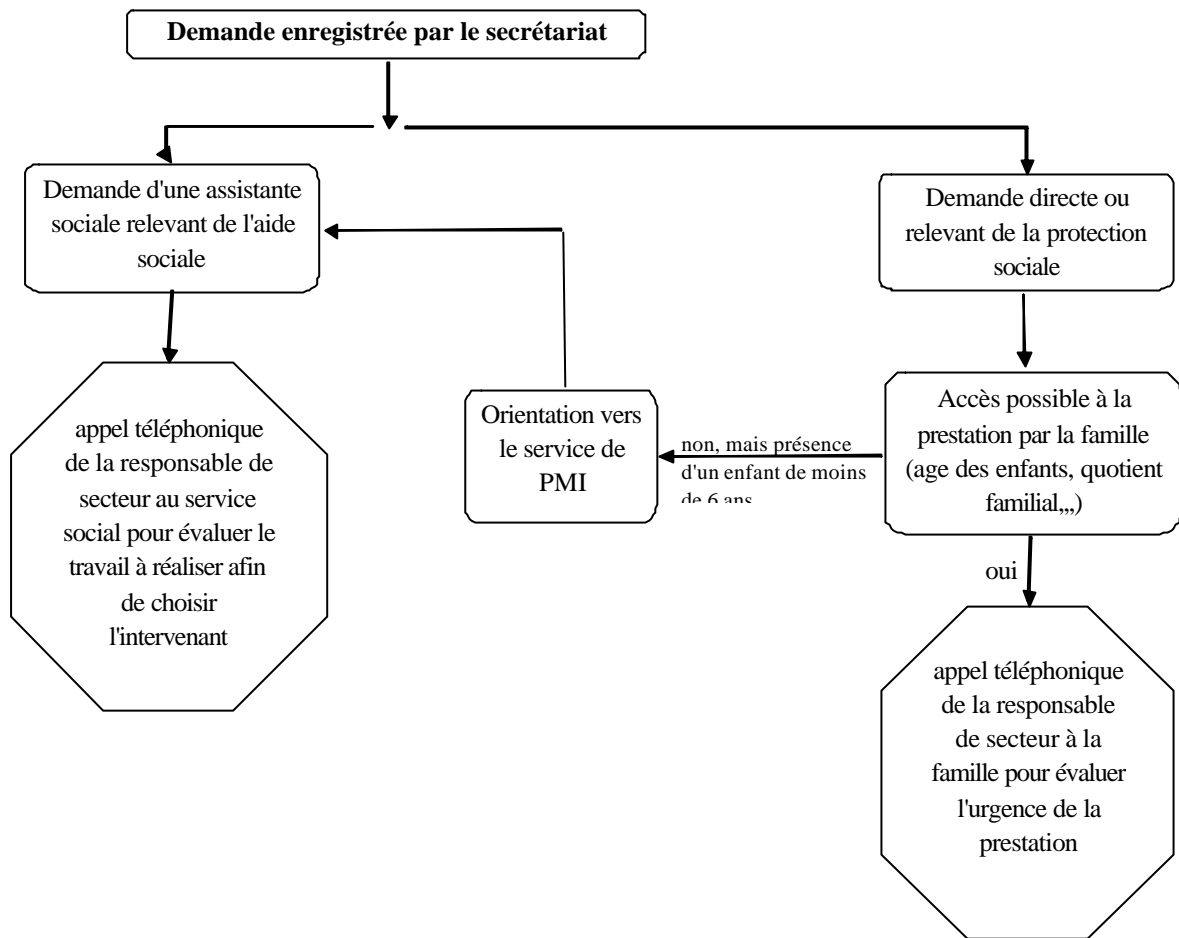 Demande enregistrée par le secrétariat
Demande d'une assistante
sociale relevant de l'aide
sociale
Demande directe ou
relevant de la protection
sociale
appel téléphonique
de la responsable de
secteur au service
social pour évaluer le
travail à réaliser afin
de choisir
l'intervenant
Orientation vers
le service de
PMI
non, mais présence
d'un enfant de moins
de 6 ans
Accès possible à la
prestation par la famille
(age des enfants, quotient
familial,,,)
oui
appel téléphonique
de la responsable
de secteur à la
famille pour évaluer
l'urgence de la
prestation